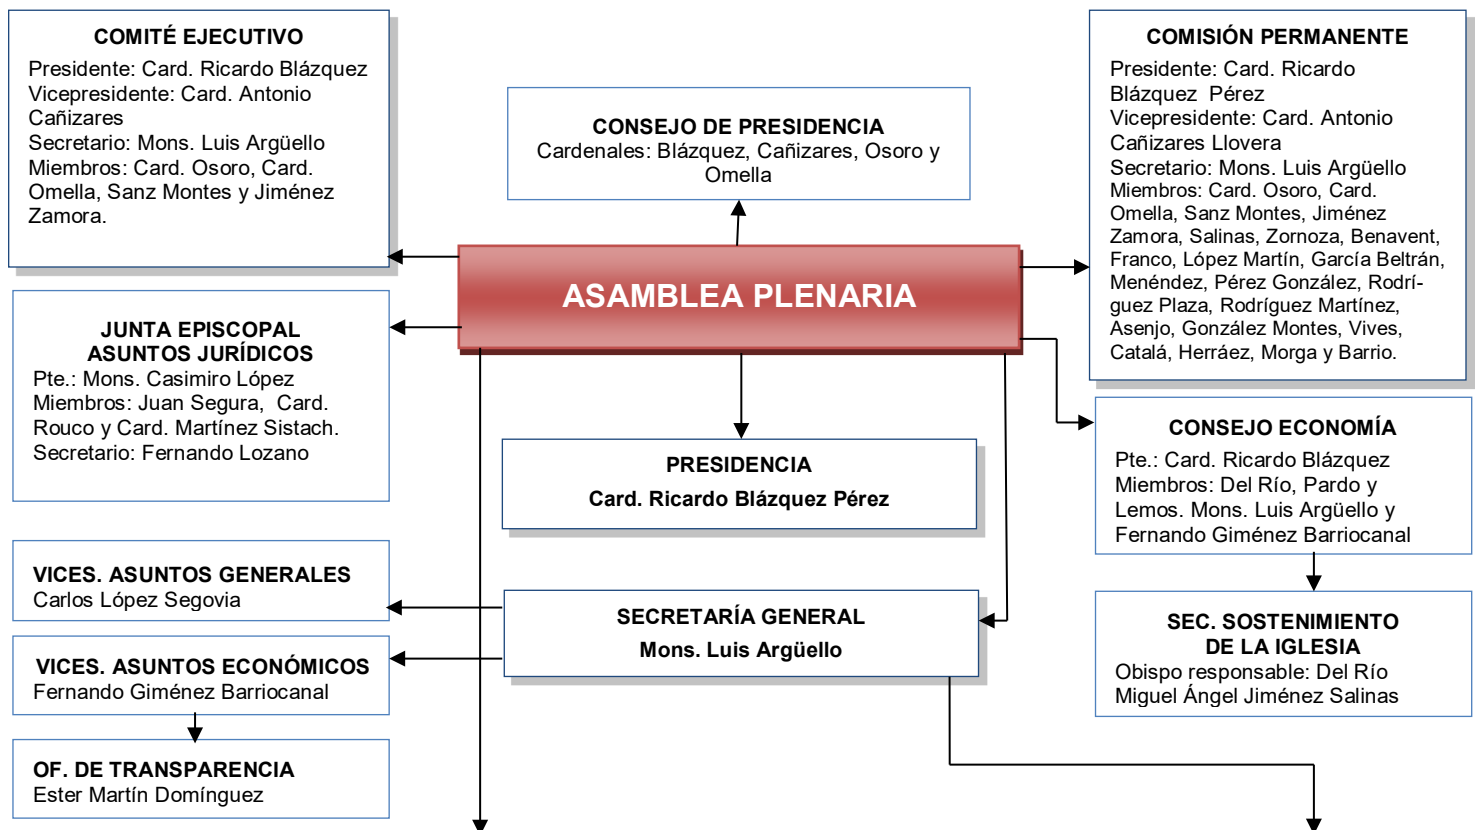 COMITÉ EJECUTIVO
Presidente: Card. Ricardo Blázquez
Vicepresidente: Card. Antonio
Cañizares
Secretario: Mons. Luis Argüello
Miembros: Card. Osoro, Card.
Omella, Sanz Montes y Jiménez
Zamora.
CONSEJO DE PRESIDENCIA
Cardenales: Blázquez, Cañizares, Osoro y
Omella
COMISIÓN PERMANENTE
Presidente: Card. Ricardo
Blázquez Pérez
Vicepresidente: Card. Antonio
Cañizares Llovera
Secretario: Mons. Luis Argüello
Miembros: Card. Osoro, Card.
Omella, Sanz Montes, Jiménez
Zamora, Salinas, Zornoza, Benavent,
Franco, López Martín, García Beltrán,
Menéndez, Pérez González, Rodrí-
guez Plaza, Rodríguez Martínez,
Asenjo, González Montes, Vives,
Catalá, Herráez, Morga y Barrio.
ASAMBLEA PLENARIA
JUNTA EPISCOPAL
ASUNTOS JURÍDICOS
Pte.: Mons. Casimiro López
Miembros: Juan Segura, Card.
Rouco y Card. Martínez Sistach.
Secretario: Fernando Lozano
PRESIDENCIA
Card. Ricardo Blázquez Pérez
CONSEJO ECONOMÍA
Pte.: Card. Ricardo Blázquez
Miembros: Del Río, Pardo y
Lemos. Mons. Luis Argüello y
Fernando Giménez Barriocanal
VICES. ASUNTOS GENERALES
Carlos López Segovia
SECRETARÍA GENERAL
Mons. Luis Argüello
SEC. SOSTENIMIENTO
DE LA IGLESIA
Obispo responsable: Del Río
Miguel Ángel Jiménez Salinas
VICES. ASUNTOS ECONÓMICOS
Fernando Giménez Barriocanal
OF. DE TRANSPARENCIA
Ester Martín Domínguez